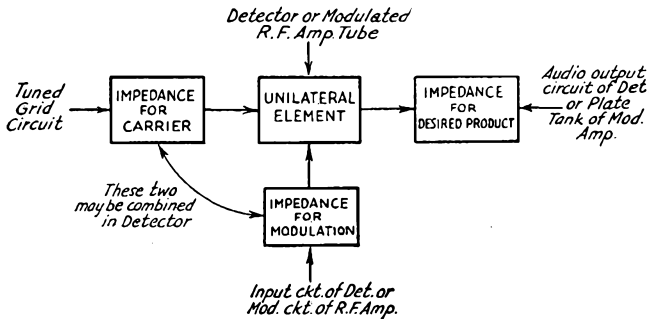 Detector or Modulated
R.F. Amp. Tube
Tuned
Grid
Circuit
IMPEDANCE
FOR
CARRIER
UNILATERAL
ELEMENT
IMPEDANCE
FOR
DESIRED PRODUCT
Audio output
circuit of Det.
or Plate
Tank of Mod.
Amp.
These two
may be combined
in Detector
IMPEDANCE
FOR
MODULATION
Input ckt. of Det. or
Mod. ckt. of R.F. Amp.